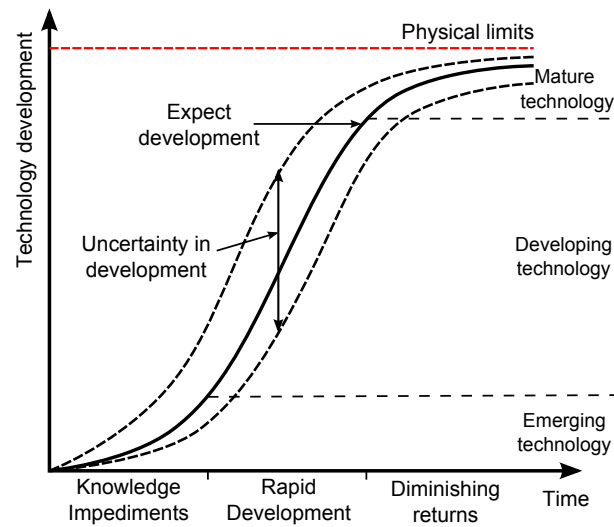 Physical limits
Mature
technology
Expect
development
Technology development
Uncertainty in
development
Developing
technology
Emerging
technology
Knowledge
Impediments
Rapid
Development
Diminishing
returns
Time